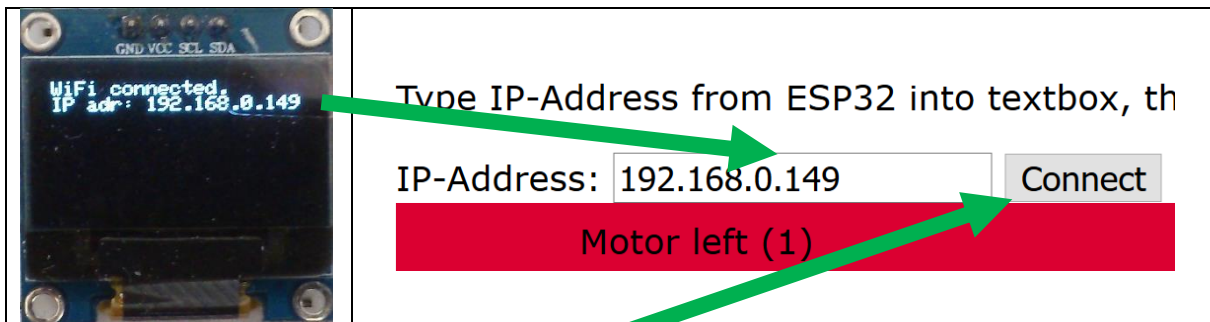 GND VCC SCL SDA
WiFi connected.
IP adr: 192.168.0.149
Type IP-Address from ESP32 into textbox, th
IP-Address: 192.168.0.149 Connect
Motor left (1)